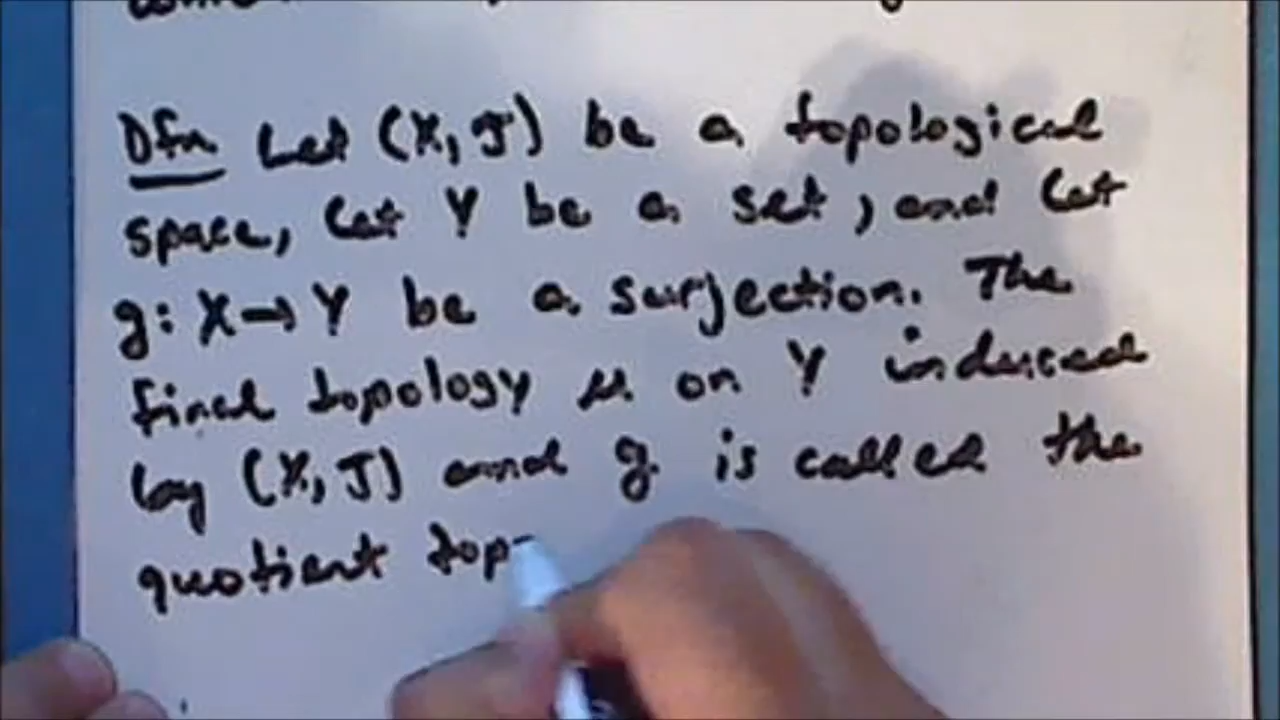 Dfn Let (X, J) be a topological
space, let Y be a set, and let
g: X → Y be a surjection. The
final topology μ on Y induced
by (X, J) and g is called the
quotient top